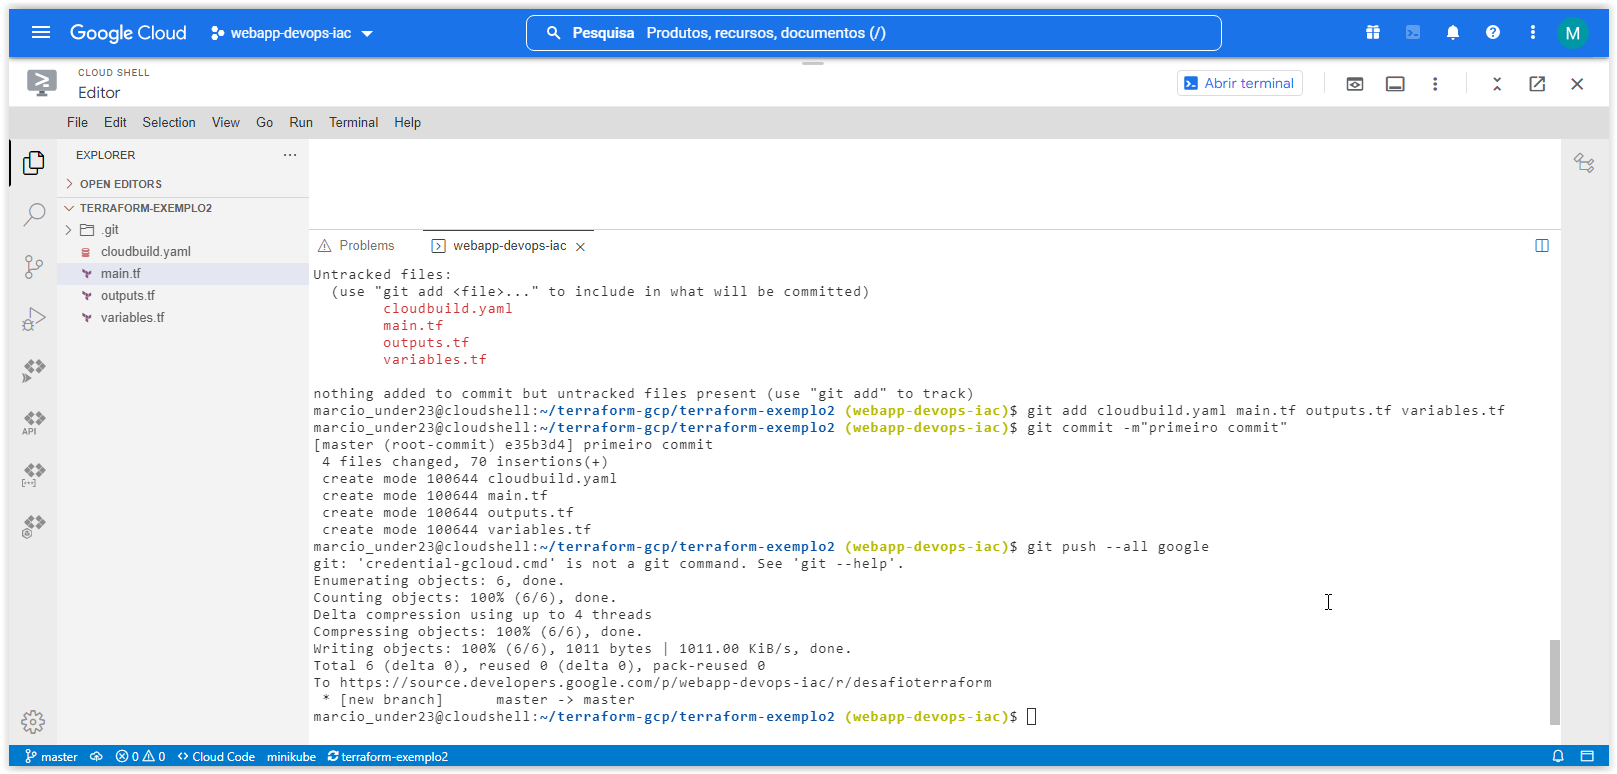 Google Cloud
webapp-devops-iac
Pesquisa Produtos, recursos, documentos (/)
M
CLOUD SHELL
Editor
Abrir terminal
File Edit Selection View Go Run Terminal Help
EXPLORER
OPEN EDITORS
TERRAFORM-EXEMPLO2
.git
cloudbuild.yaml
main.tf
outputs.tf
variables.tf
API
Problems
webapp-devops-iac
Untracked files:
(use "git add <file>..." to include in what will be committed)
cloudbuild.yaml
main.tf
outputs.tf
variables.tf
nothing added to commit but untracked files present (use "git add" to track)
marcio_under23@cloudshell:~/terraform-gcp/terraform-exemplo2 (webapp-devops-iac)$ git add cloudbuild.yaml main.tf outputs.tf variables.tf
marcio_under23@cloudshell:~/terraform-gcp/terraform-exemplo2 (webapp-devops-iac)$ git commit -m"primeiro commit"
[master (root-commit) e35b3d4] primeiro commit
4 files changed, 70 insertions(+)
create mode 100644 cloudbuild.yaml
create mode 100644 main.tf
create mode 100644 outputs.tf
create mode 100644 variables.tf
marcio_under23@cloudshell:~/terraform-gcp/terraform-exemplo2 (webapp-devops-iac)$ git push --all google
git: 'credential-gcloud.cmd' is not a git command. See 'git --help'.
Enumerating objects: 6, done.
Counting objects: 100% (6/6), done.
Delta compression using up to 4 threads
Compressing objects: 100% (6/6), done.
Writing objects: 100% (6/6), 1011 bytes | 1011.00 KiB/s, done.
Total 6 (delta 0), reused 0 (delta 0), pack-reused 0
To https://source.developers.google.com/p/webapp-devops-iac/r/desafioterraform
* [new branch]      master -> master
marcio_under23@cloudshell:~/terraform-gcp/terraform-exemplo2 (webapp-devops-iac)$
master 0 0 Cloud Code minikube terraform-exemplo2